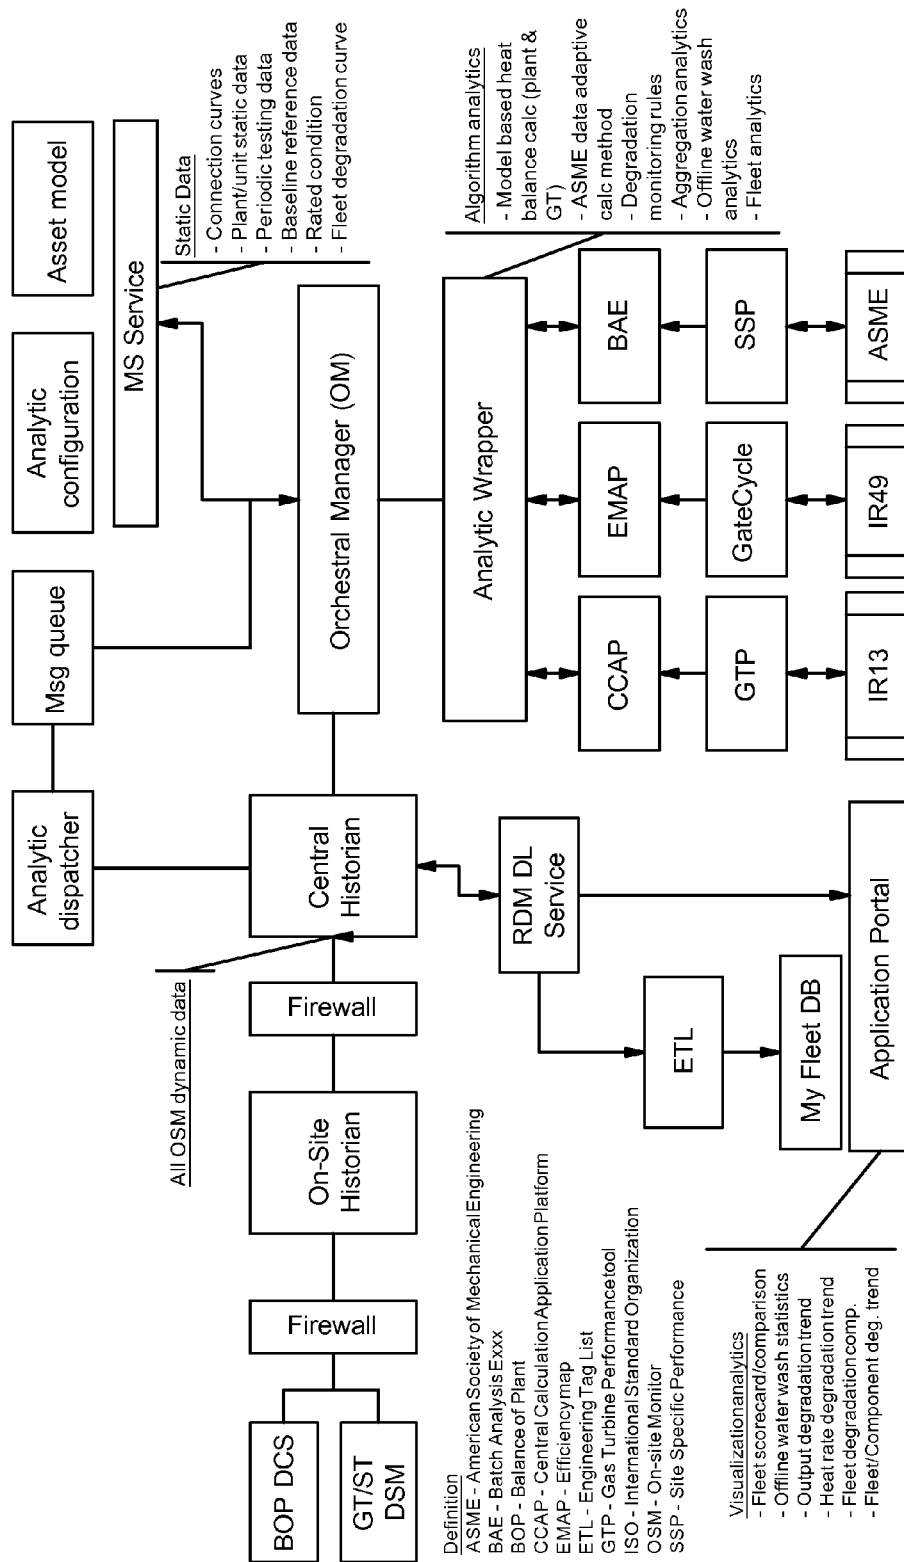 BOP DCS
GT/ST
DSM
Firewall
On-Site
Historian
Firewall
All OSM dynamic data
Central
Historian
Analytic
dispatcher
Msg queue
Analytic
configuration
Asset model
MS Service
Static Data
- Connection curves
- Plant/unit static data
- Periodic testing data
- Baseline reference data
- Rated condition
- Fleet degradation curve
Orchestral Manager (OM)
Analytic Wrapper
Algorithm analytics
- Model based heat
balance calc (plant &
GT)
- ASME data adaptive
calc method
- Degradation
monitoring rules
- Aggregation analytics
- Offline water wash
analytics
- Fleet analytics
CCAP
EMAP
BAE
GTP
GateCycle
SSP
IR13
IR49
ASME
RDM DL
Service
ETL
My Fleet DB
Application Portal
Definition
ASME - American Society of Mechanical Engineering
BAE - Batch Analysis Exxx
BOP - Balance of Plant
CCAP - Central Calculation Application Platform
EMAP - Efficiency map
ETL - Engineering Tag List
GTP - Gas Turbine Performance tool
ISO - International Standard Organization
OSM - On-site Monitor
SSP - Site Specific Performance
Visualization analytics
- Fleet scorecard/comparison
- Offline water wash statistics
- Output degradation trend
- Heat rate degradation trend
- Fleet degradation comp.
- Fleet/Component deg. trend